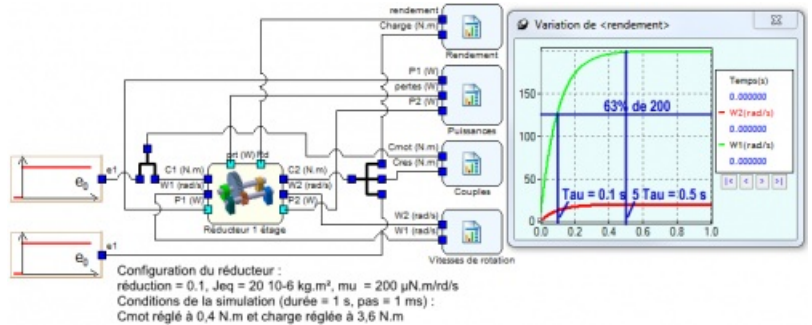 rendement
Charge (N.m)
Rendement
P1 (W)
pertes (W)
P2 (W)
Puissances
prt (W) Rd
Cmot (N.m)
Cres (N.m
Couples
C1 (N.m)
W1 (rad/s)
P1 (W)
C2 (N.m)
W2 (rad/s)
P2 (W)
Réducteur 1 étage
W2 (rad/s)
W1 (rad/s)
Vitesses de rotation
e1
e0
e1
e0
Configuration du réducteur :
réduction = 0.1, Jeq = 20 10-6 kg.m², mu = 200 µN.m/rd/s
Conditions de la simulation (durée = 1 s, pas = 1 ms) :
Cmot réglé à 0,4 N.m et charge réglée à 3,6 N.m
Variation de <rendement>
150
100
50
0
0.0 0.2 0.4 0.6 0.8 1.0
63% de 200
Tau = 0.1 s 5 Tau = 0.5 s
Temps(s)
0.000000
W2(rad/s)
0.000000
W1(rad/s)
0.000000
|< < > >|